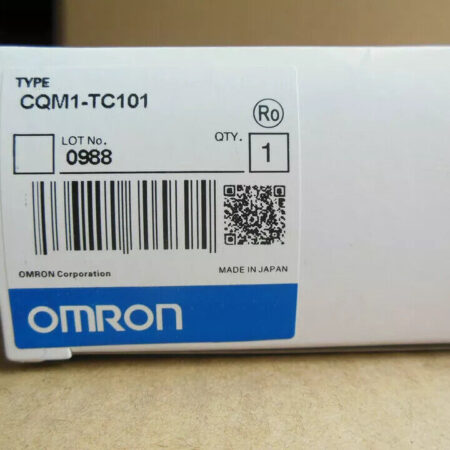 TYPE
CQM1-TC101
Ro
LOT No.
0988
QTY.
1
OMRON Corporation
MADE IN JAPAN
OMRON